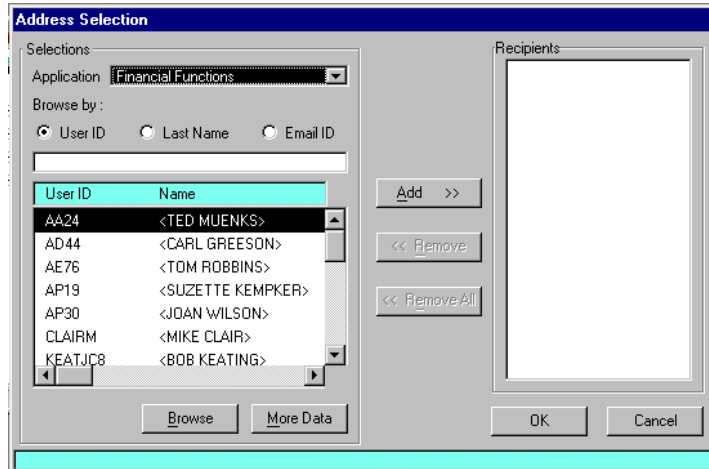 Address Selection
Selections
Application Financial Functions
Browse by :
User ID Last Name Email ID
User ID Name
AA24 <TED MUENKS>
AD44 <CARL GREESON>
AE76 <TOM ROBBINS>
AP19 <SUZETTE KEMPKER>
AP30 <JOAN WILSON>
CLAIRM <MIKE CLAIR>
KEATJC8 <BOB KEATING>
Browse More Data
Add >>
<< Remove
<< Remove All
Recipients
OK Cancel